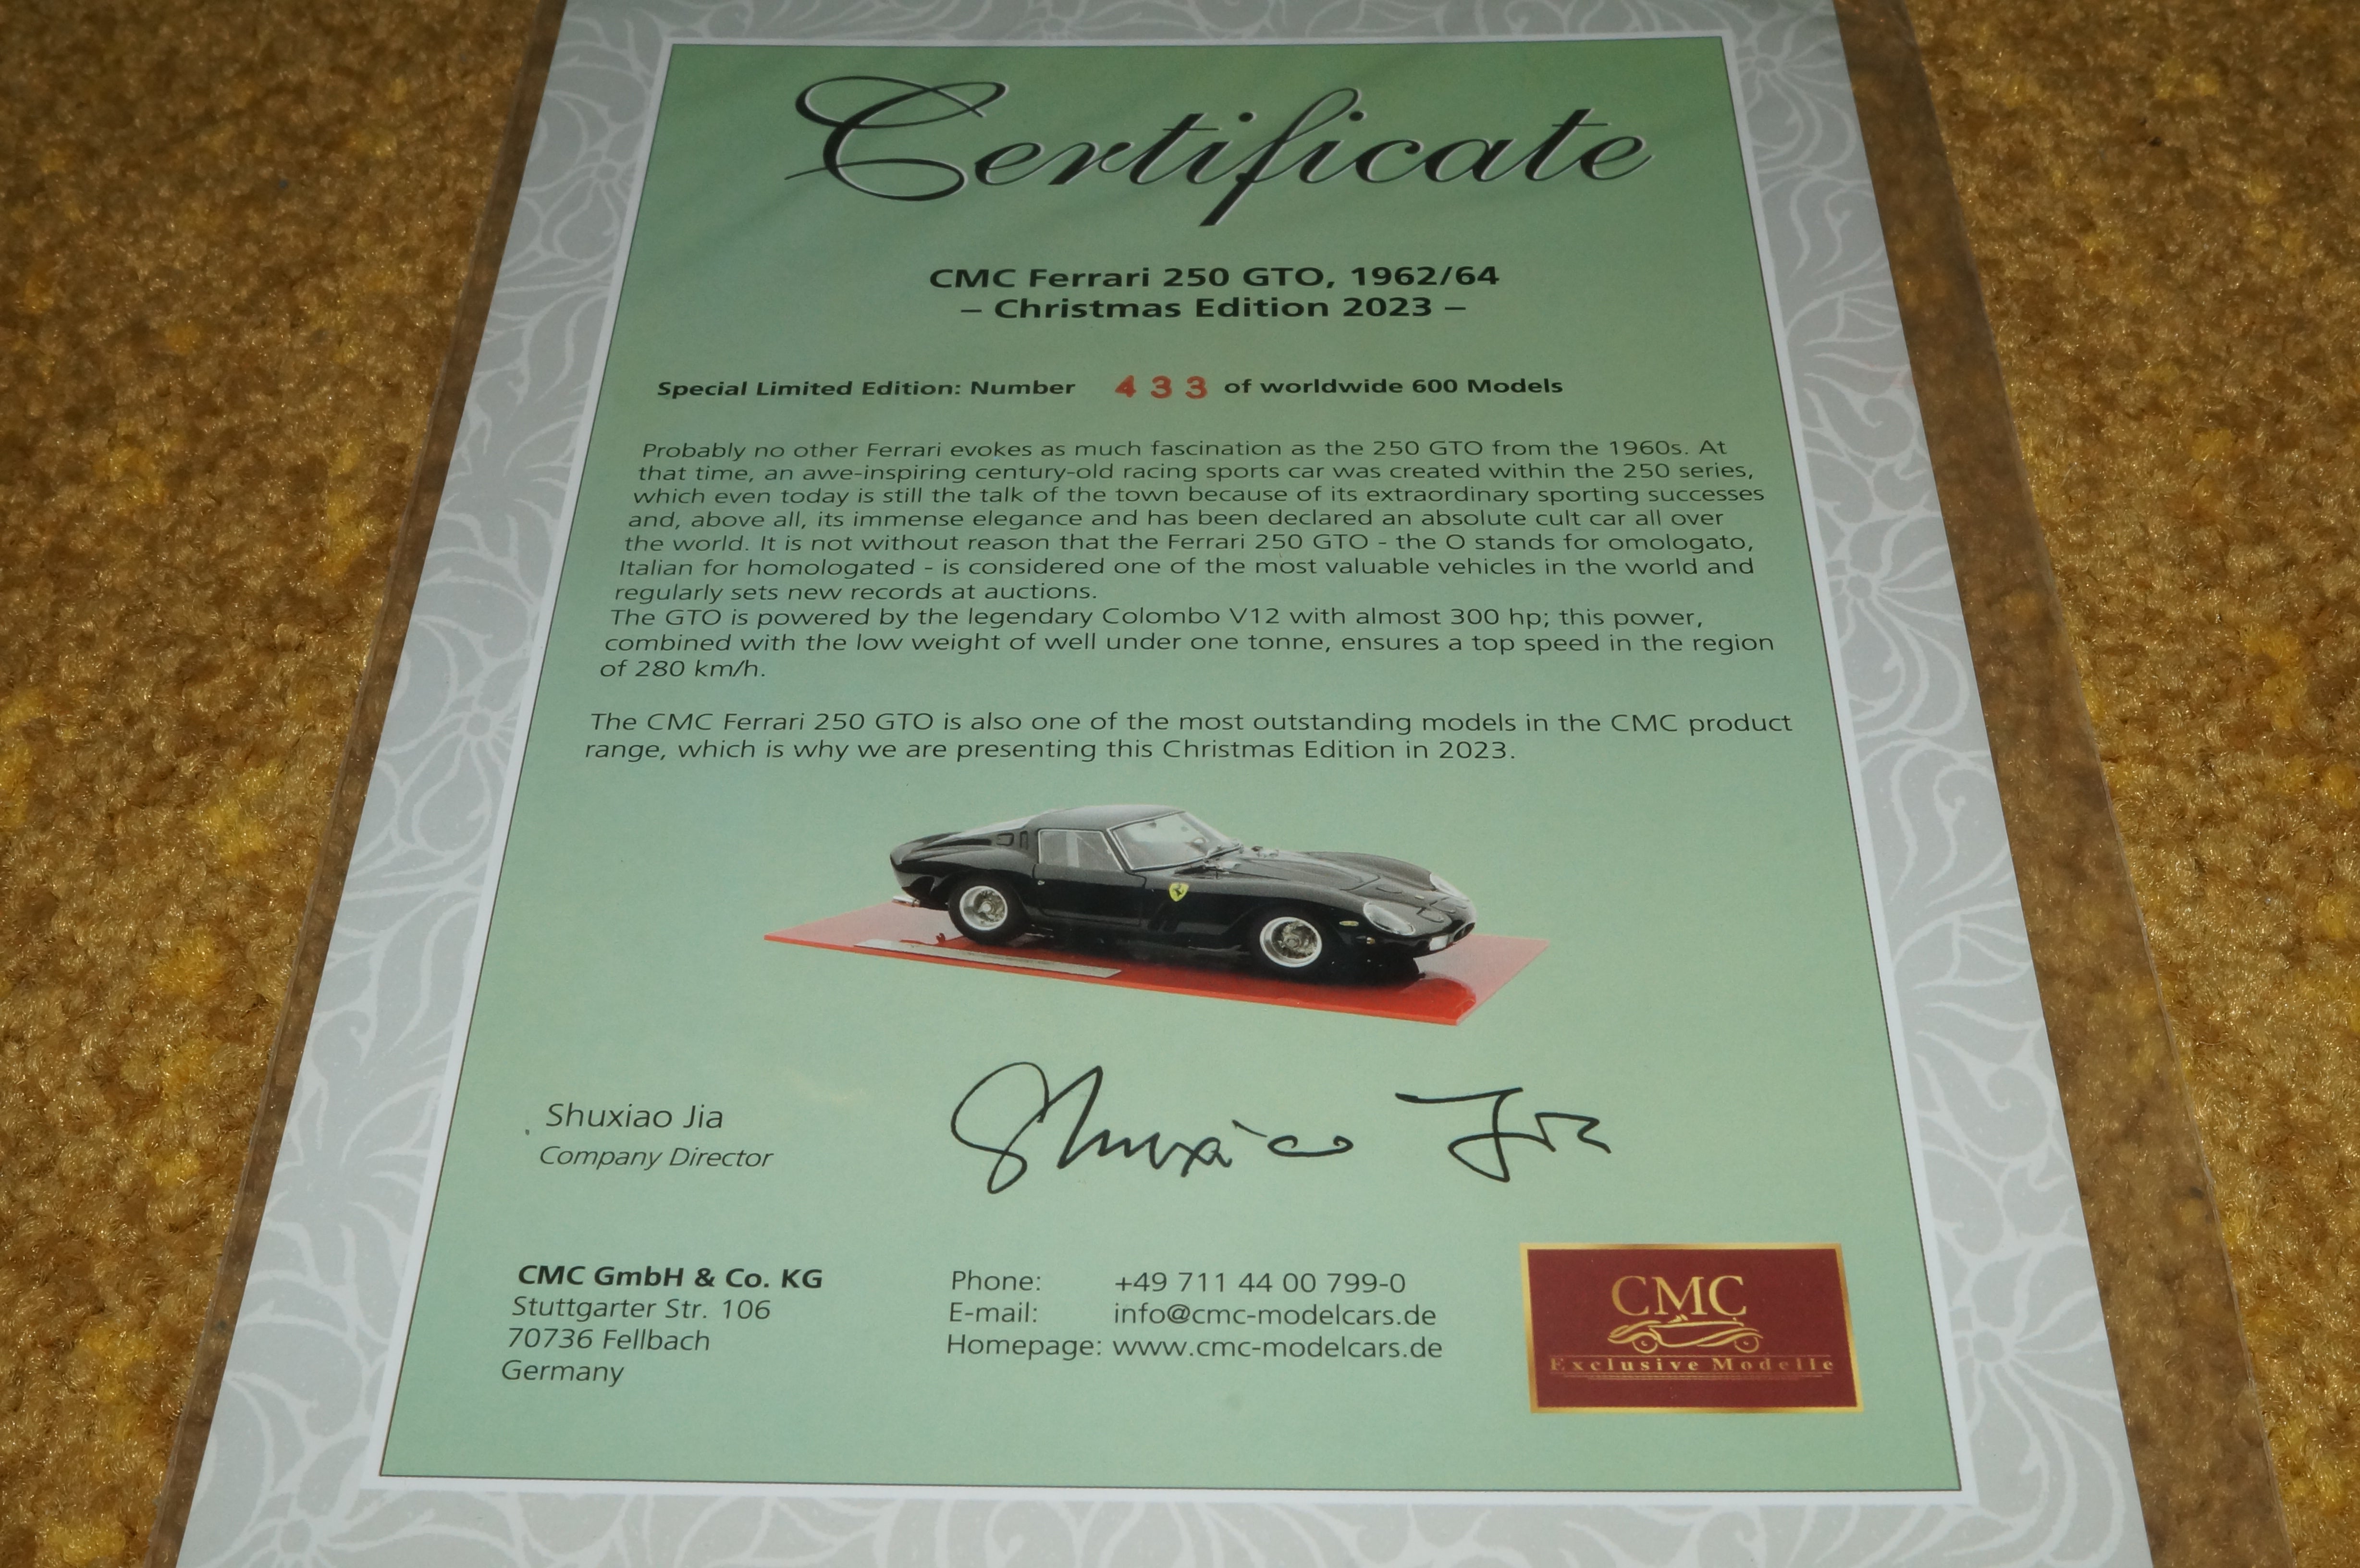 Certificate
CMC Ferrari 250 GTO, 1962/64
– Christmas Edition 2023 –
Special Limited Edition: Number 433 of worldwide 600 Models
Probably no other Ferrari evokes as much fascination as the 250 GTO from the 1960s. At
that time, an awe-inspiring century-old racing sports car was created within the 250 series,
which even today is still the talk of the town because of its extraordinary sporting successes
and, above all, its immense elegance and has been declared an absolute cult car all over
the world. It is not without reason that the Ferrari 250 GTO - the O stands for omologato,
Italian for homologated - is considered one of the most valuable vehicles in the world and
regularly sets new records at auctions.
The GTO is powered by the legendary Colombo V12 with almost 300 hp; this power,
combined with the low weight of well under one tonne, ensures a top speed in the region
of 280 km/h.
The CMC Ferrari 250 GTO is also one of the most outstanding models in the CMC product
range, which is why we are presenting this Christmas Edition in 2023.
Shuxiao Jia
Company Director
Shuxiao Jia
CMC GmbH & Co. KG
Stuttgarter Str. 106
70736 Fellbach
Germany
Phone: +49 711 44 00 799-0
E-mail: info@cmc-modelcars.de
Homepage: www.cmc-modelcars.de
CMC
Exclusive Modelle